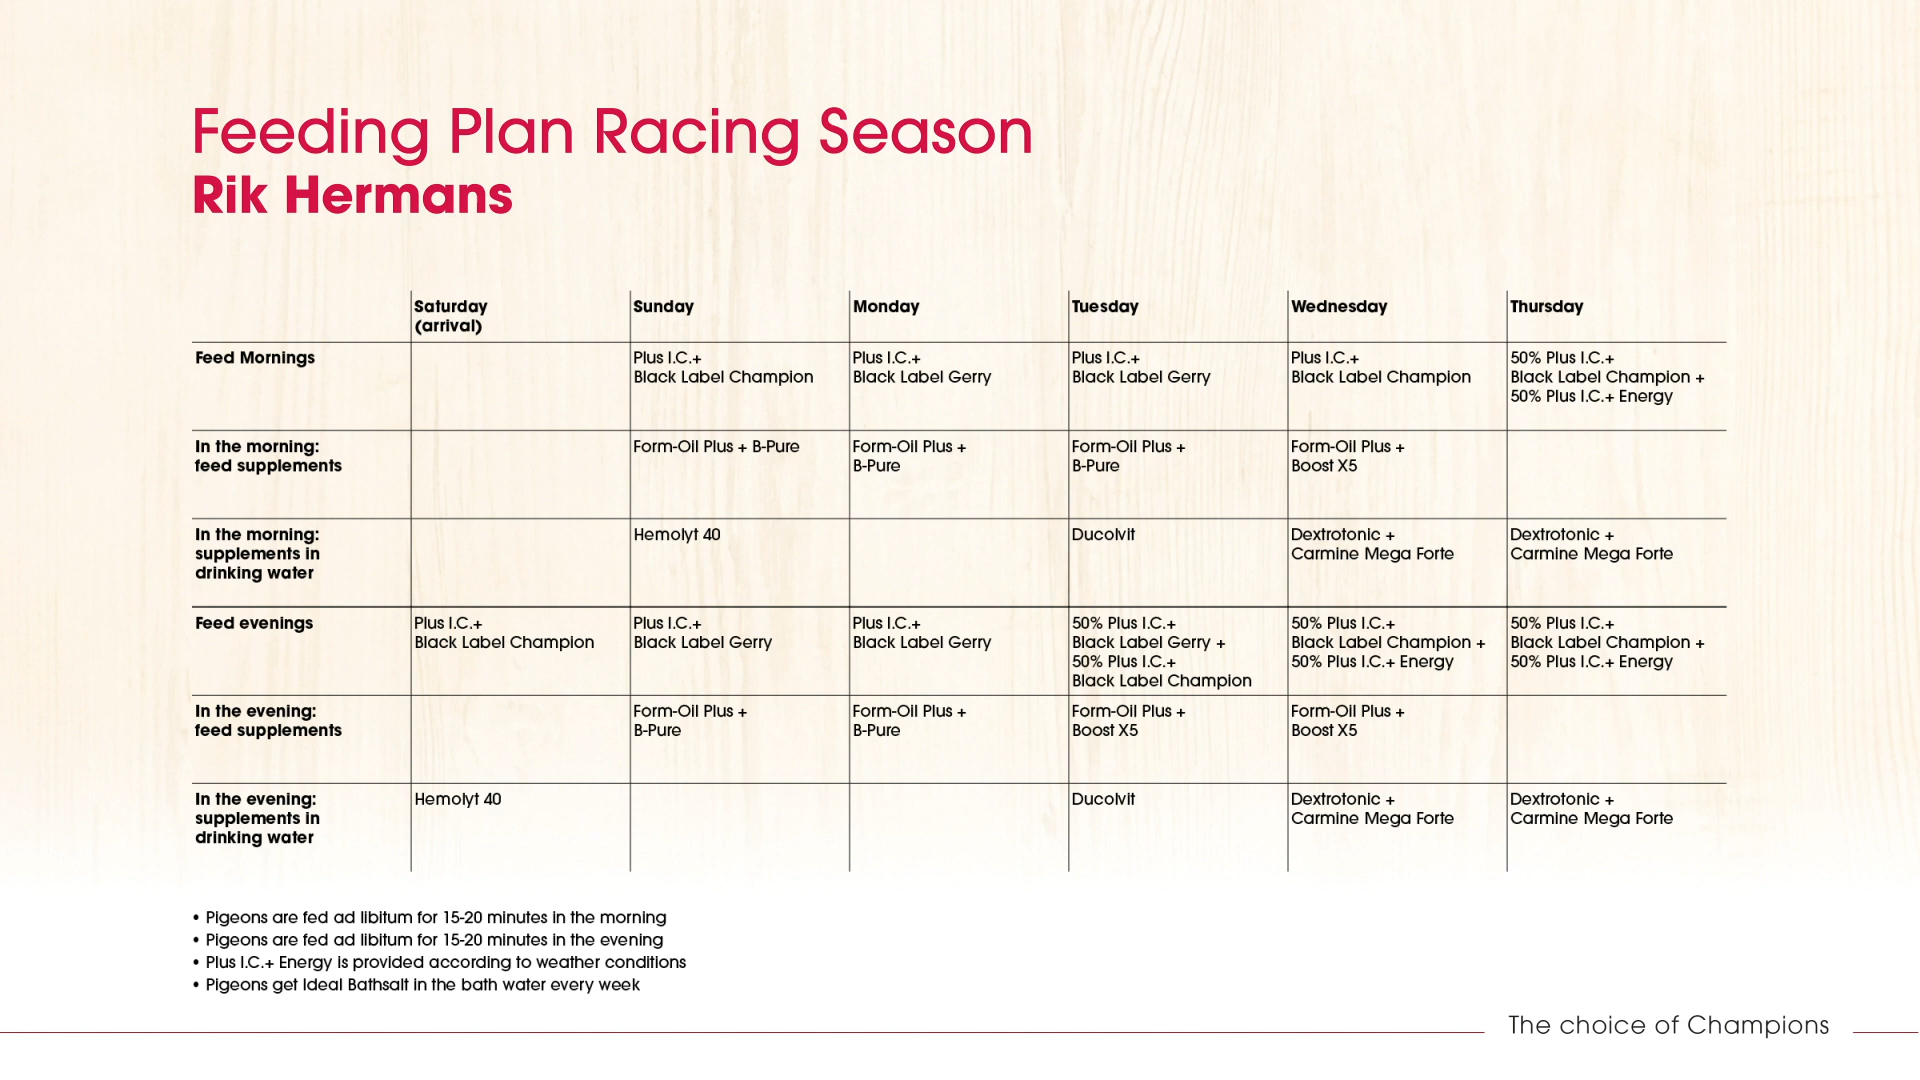 Feeding Plan Racing Season
Rik Hermans
Saturday
(arrival)
Sunday
Monday
Tuesday
Wednesday
Thursday
Feed Mornings
Plus I.C.+
Black Label Champion
Plus I.C.+
Black Label Gerry
Plus I.C.+
Black Label Gerry
Plus I.C.+
Black Label Champion
50% Plus I.C.+
Black Label Champion +
50% Plus I.C.+ Energy
In the morning:
feed supplements
Form-Oil Plus + B-Pure
Form-Oil Plus +
B-Pure
Form-Oil Plus +
B-Pure
Form-Oil Plus +
Boost X5
In the morning:
supplements in
drinking water
Hemolyt 40
Ducolvit
Dextrotonic +
Carmine Mega Forte
Dextrotonic +
Carmine Mega Forte
Feed evenings
Plus I.C.+
Black Label Champion
Plus I.C.+
Black Label Gerry
Plus I.C.+
Black Label Gerry
50% Plus I.C.+
Black Label Gerry +
50% Plus I.C.+
Black Label Champion
50% Plus I.C.+
Black Label Champion +
50% Plus I.C.+ Energy
50% Plus I.C.+
Black Label Champion +
50% Plus I.C.+ Energy
In the evening:
feed supplements
Form-Oil Plus +
B-Pure
Form-Oil Plus +
B-Pure
Form-Oil Plus +
Boost X5
Form-Oil Plus +
Boost X5
In the evening:
supplements in
drinking water
Hemolyt 40
Ducolvit
Dextrotonic +
Carmine Mega Forte
Dextrotonic +
Carmine Mega Forte
• Pigeons are fed ad libitum for 15-20 minutes in the morning
• Pigeons are fed ad libitum for 15-20 minutes in the evening
• Plus I.C.+ Energy is provided according to weather conditions
• Pigeons get Ideal Bathsalt in the bath water every week
The choice of Champions